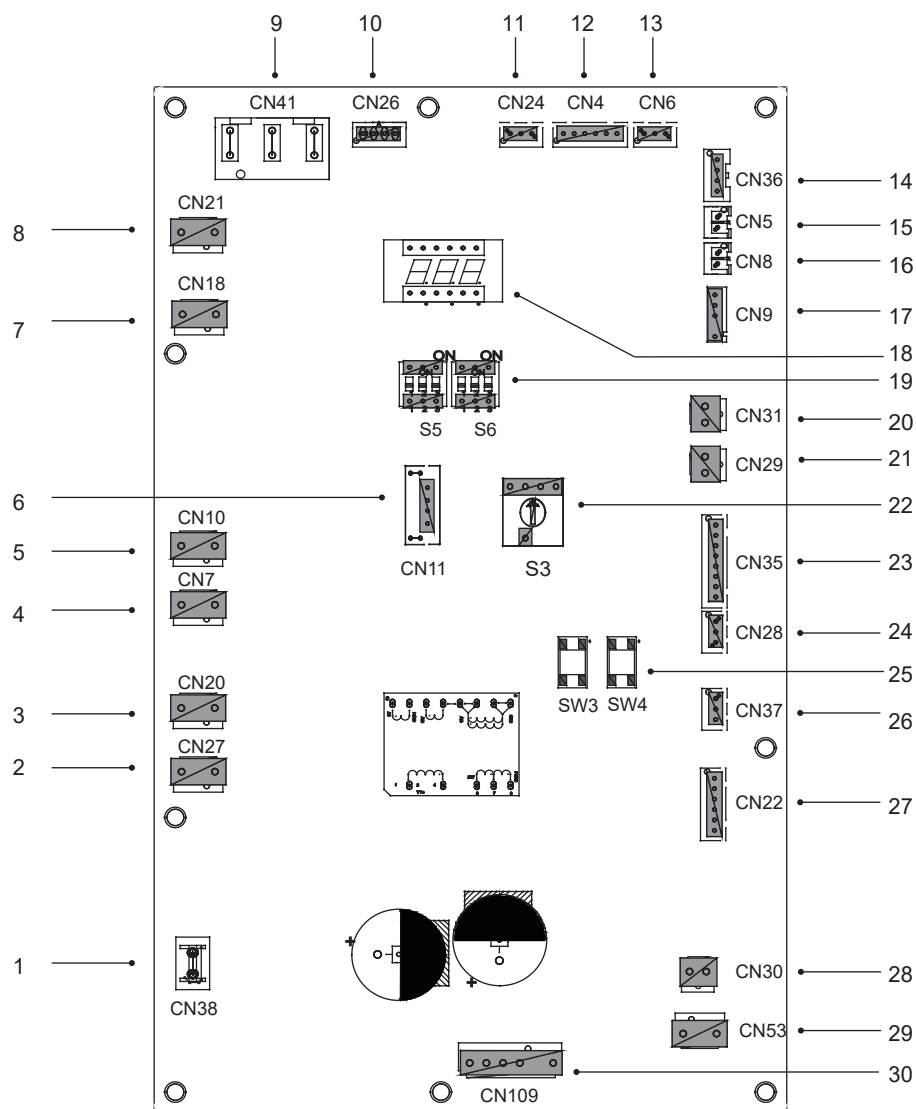 9 10 11 12 13
CN41 CN26 CN24 CN4 CN6
CN36 14
CN21
CN5 15
8
CN8 16
CN18
CN9 17
7
18
ON ON
19
ON ON
CN31 20
1 2 3 1 2 3
S5 S6
CN29 21
6
22
CN10
5
CN11 S3 CN35 23
CN7
4
CN28 24
25
CN20 SW3 SW4
3 CN37 26
CN27
2
CN22 27
1 CN30 28
CN38
CN53 29
30
CN109